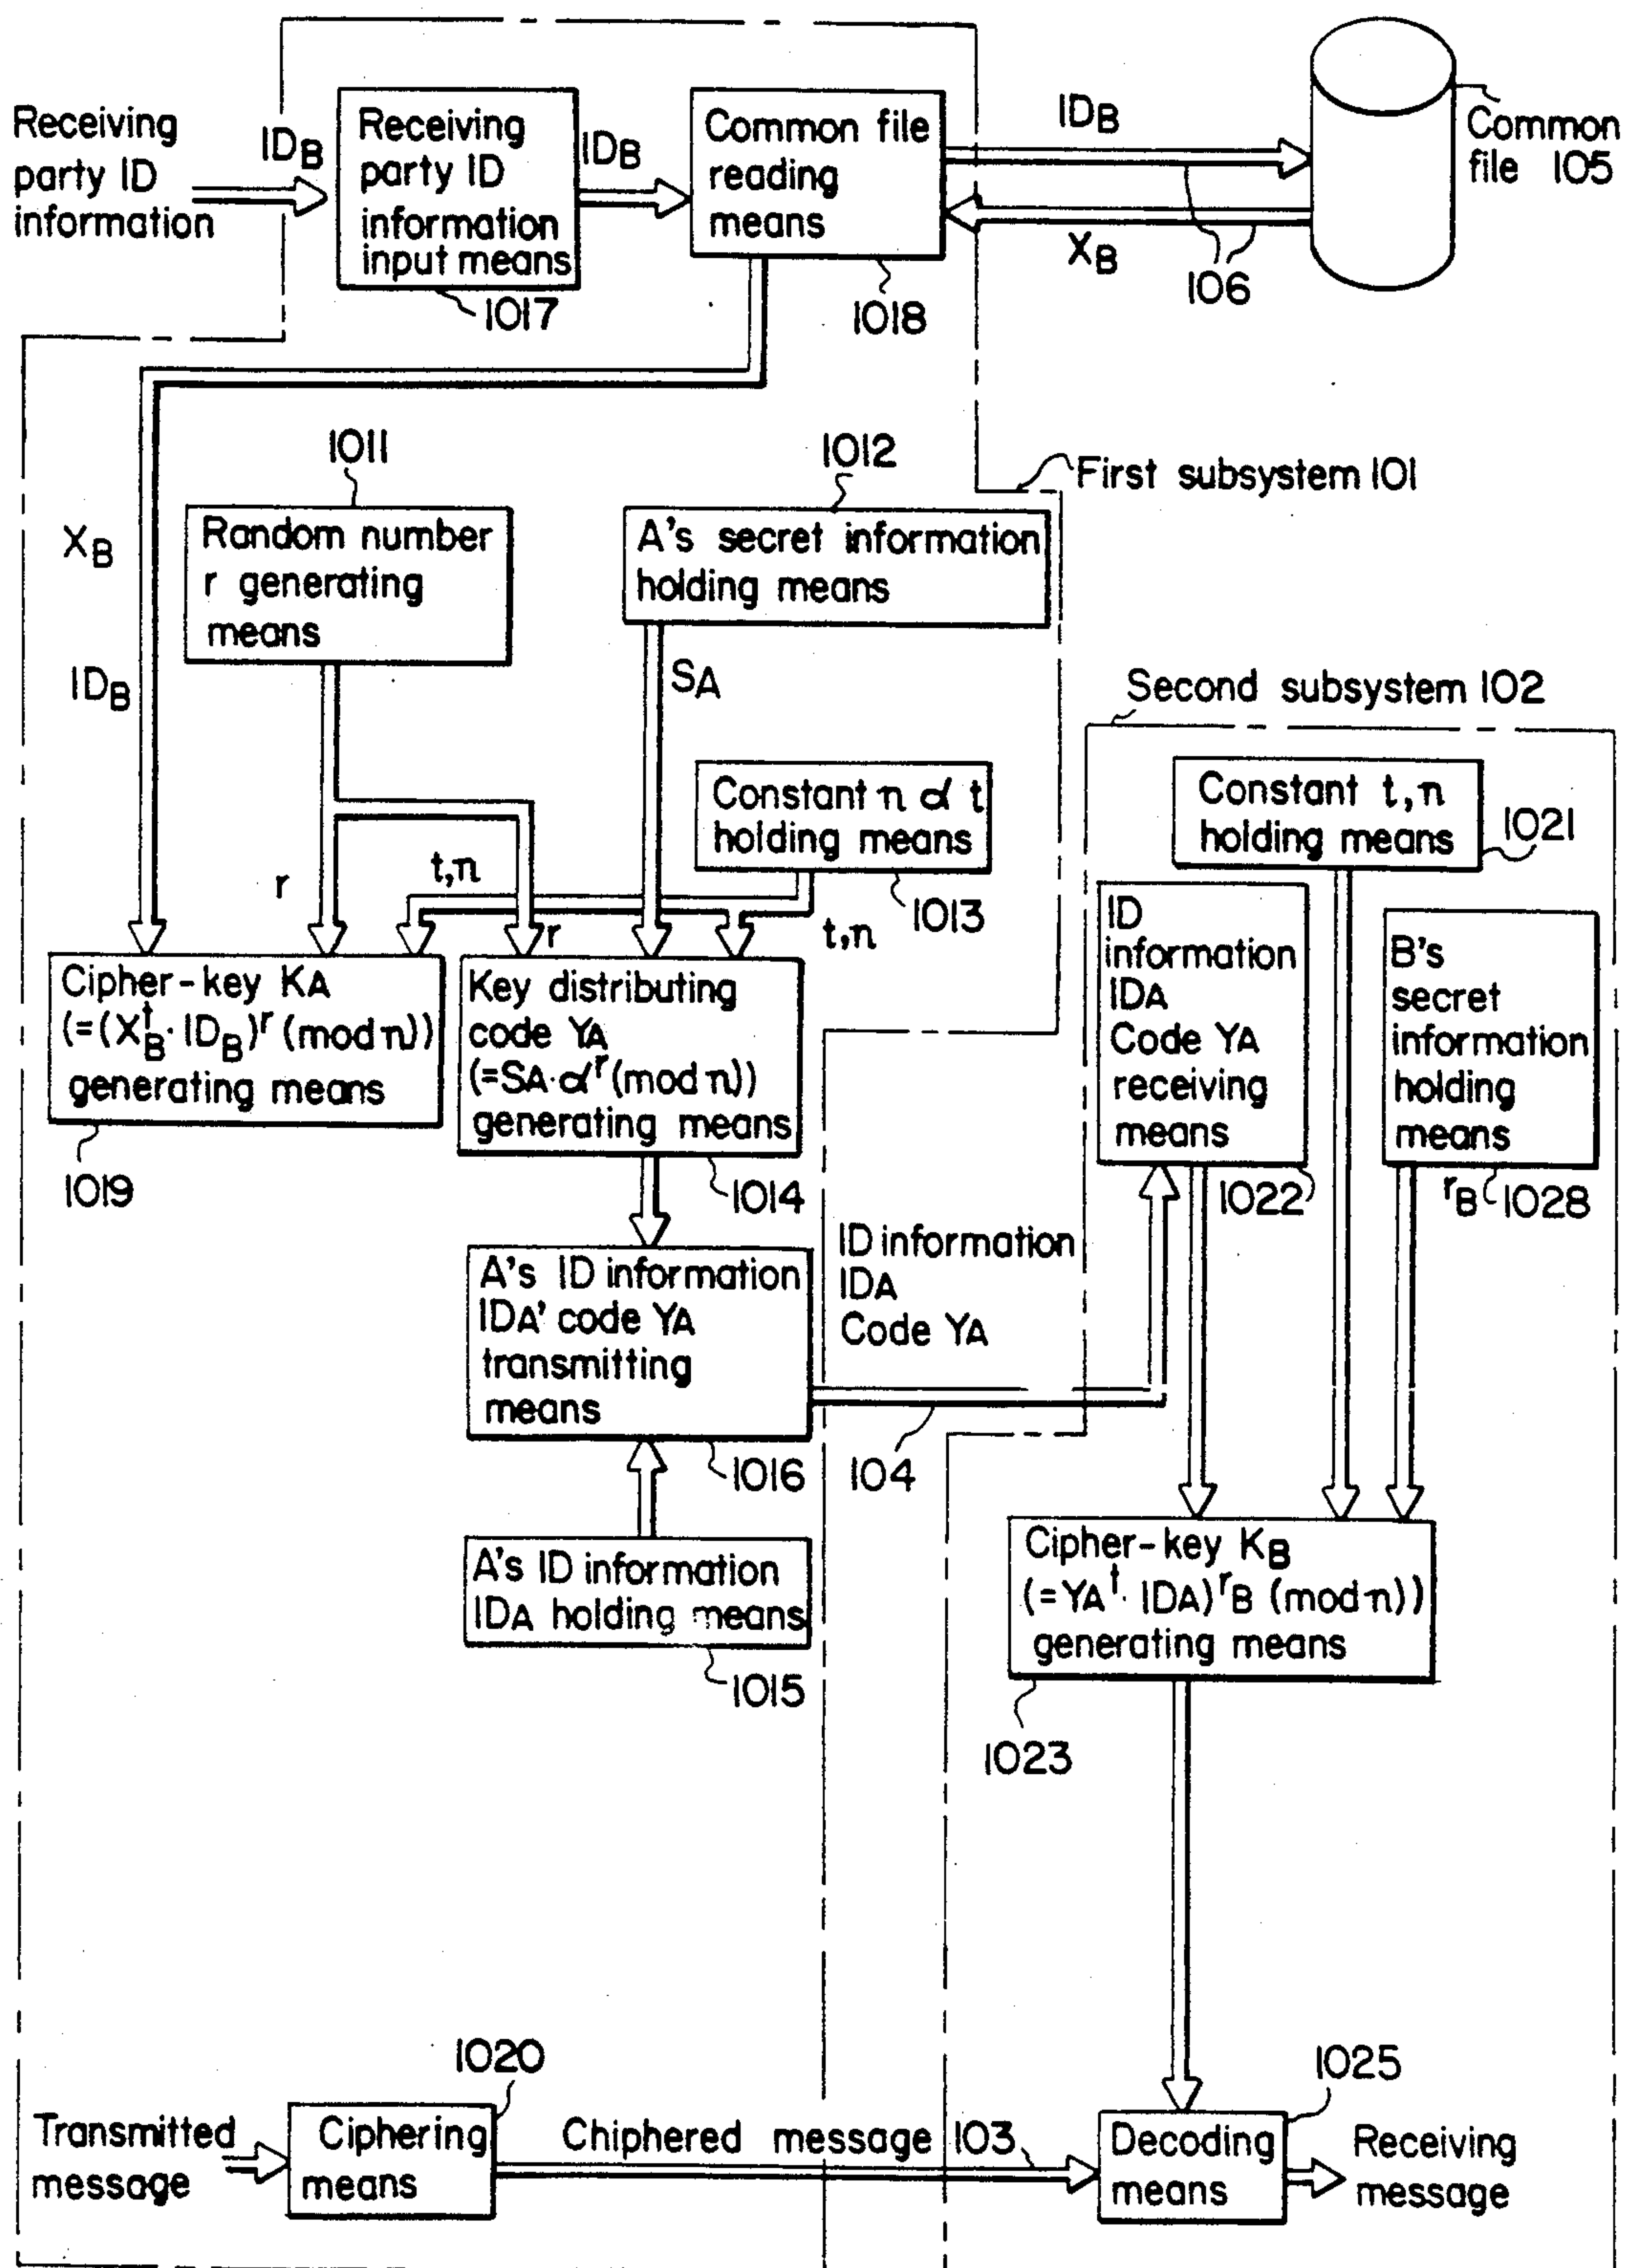 Receiving
party ID
information
IDB
Receiving
party ID
information
input means
1017
IDB
Common file
reading
means
1018
IDB
XB
106
Common
file 105
First subsystem 101
XB
IDB
1011
Random number
r generating
means
1012
A's secret information
holding means
SA
Constant n α t
holding means
1013
r
t,n
r
t,n
Cipher-key KA
(=(XB^t · IDB)^r (mod n))
generating means
1019
Key distributing
code YA
(=SA·α^r (mod n))
generating means
1014
A's ID information
IDA' code YA
transmitting
means
1016
A's ID information
IDA holding means
1015
ID information
IDA
Code YA
104
Second subsystem 102
Constant t,n
holding means
1021
ID
information
IDA
Code YA
receiving
means
1022
B's
secret
information
holding
means
rB
1028
Cipher-key KB
(=YA^t · IDA)^rB (mod n))
generating means
1023
Transmitted
message
1020
Ciphering
means
Chiphered message 103
1025
Decoding
means
Receiving
message